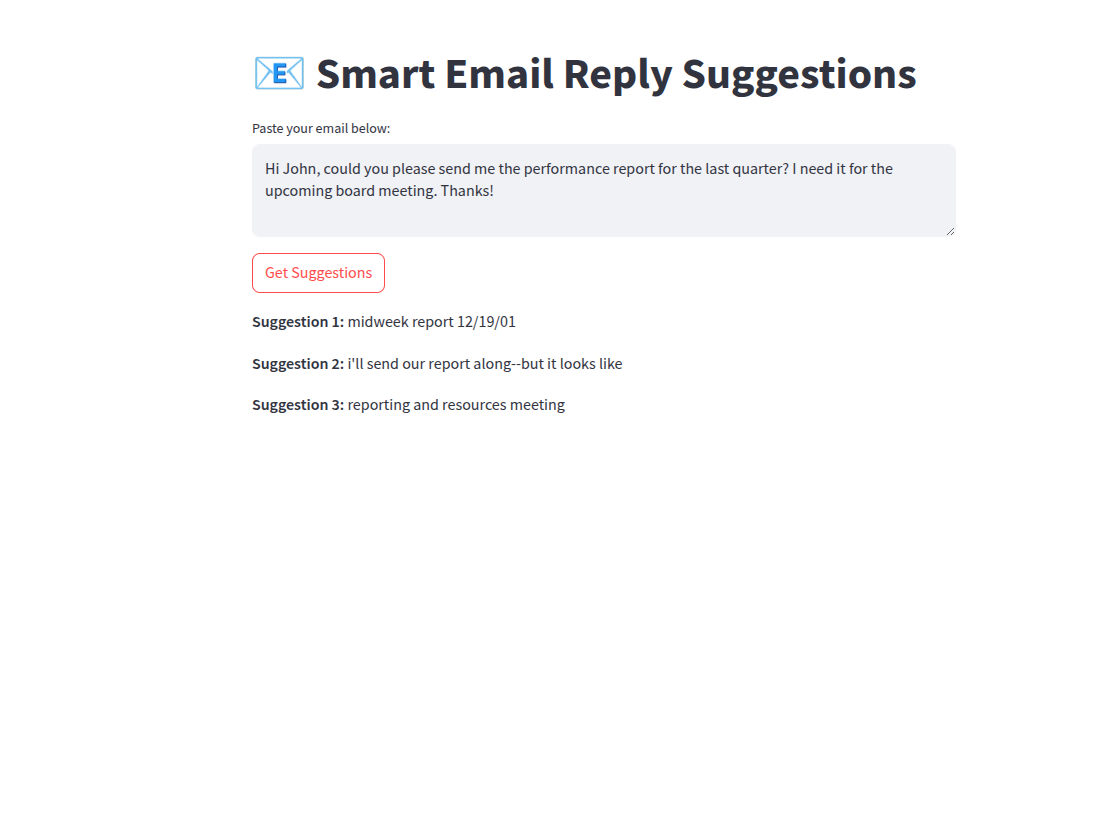 📧 Smart Email Reply Suggestions
Paste your email below:
Hi John, could you please send me the performance report for the last quarter? I need it for the
upcoming board meeting. Thanks!
Get Suggestions
Suggestion 1: midweek report 12/19/01
Suggestion 2: i'll send our report along--but it looks like
Suggestion 3: reporting and resources meeting